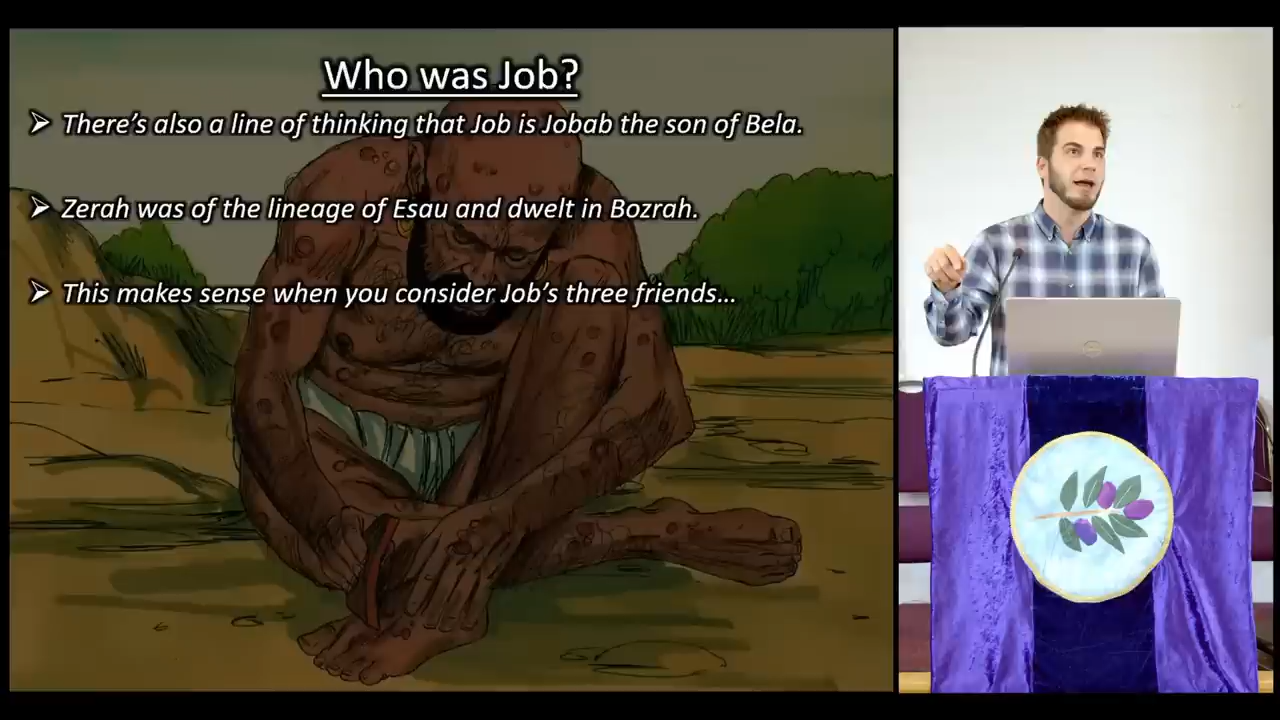 Who was Job?
➢ There's also a line of thinking that Job is Jobab the son of Bela.
➢ Zerah was of the lineage of Esau and dwelt in Bozrah.
➢ This makes sense when you consider Job's three friends...